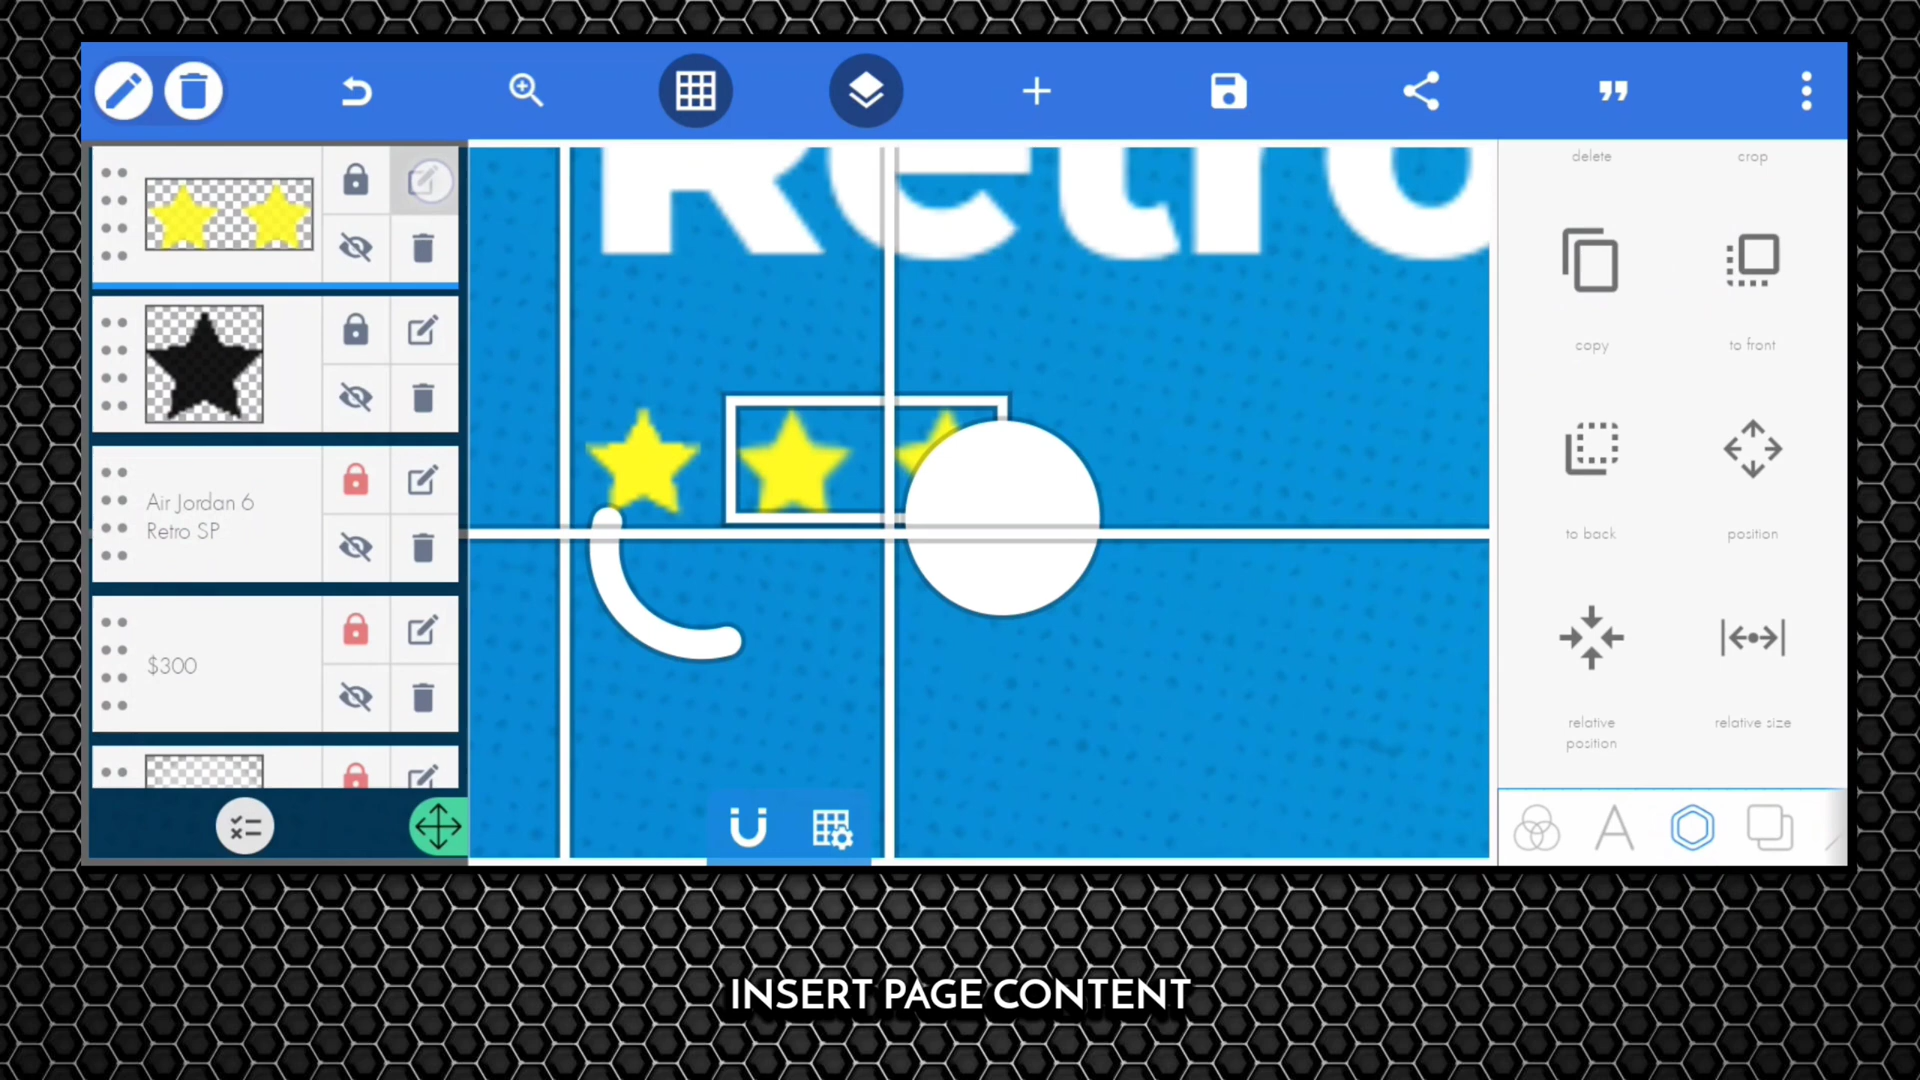 delete
crop
Retro
copy
to front
Air Jordan 6
Retro SP
to back
position
$300
relative
position
relative size
INSERT PAGE CONTENT